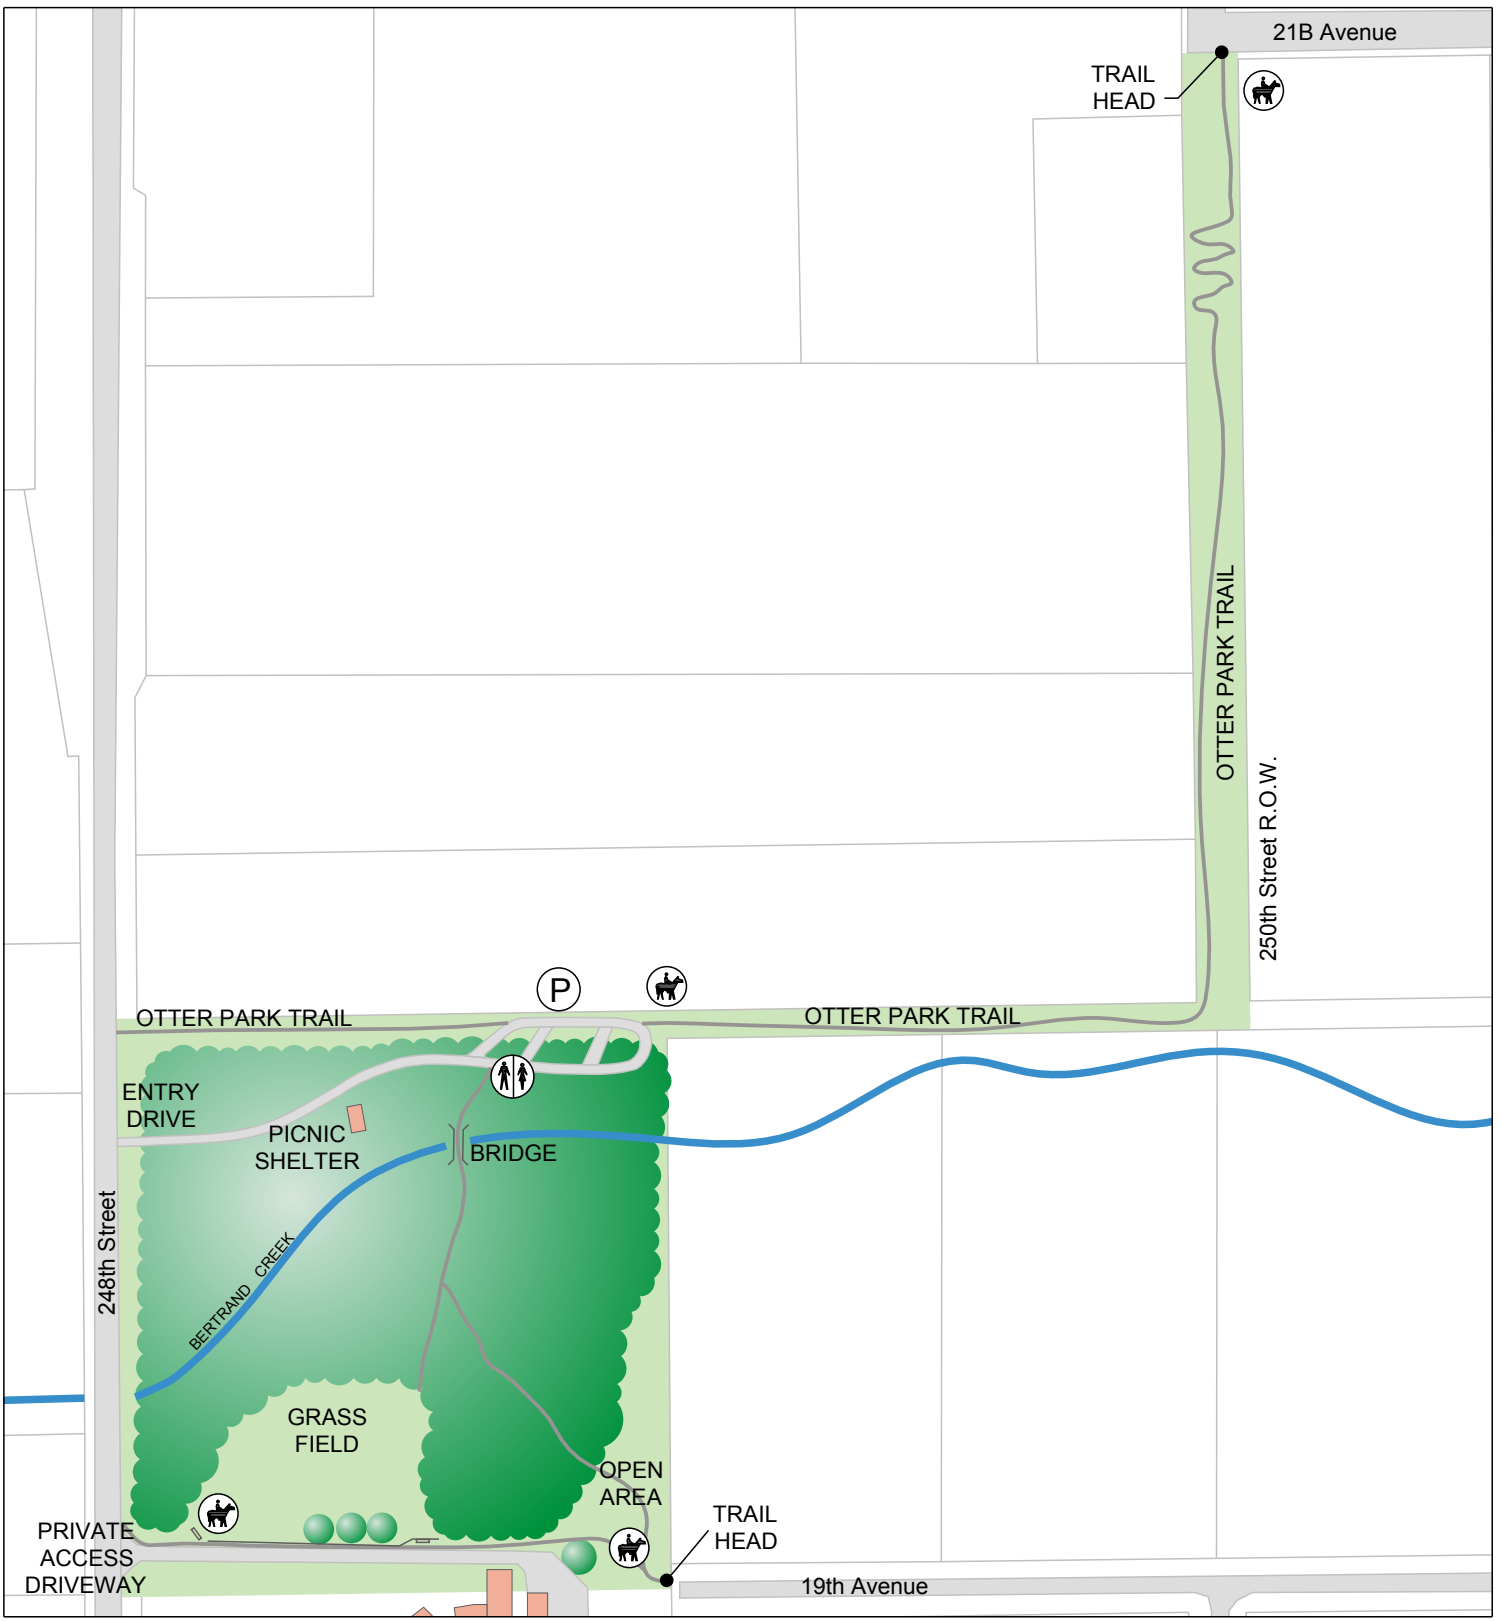 21B Avenue
TRAIL
HEAD
OTTER PARK TRAIL
250th Street R.O.W.
P
OTTER PARK TRAIL
OTTER PARK TRAIL
ENTRY
DRIVE
PICNIC
SHELTER
BRIDGE
248th Street
BERTRAND CREEK
GRASS
FIELD
OPEN
AREA
TRAIL
HEAD
PRIVATE
ACCESS
DRIVEWAY
19th Avenue